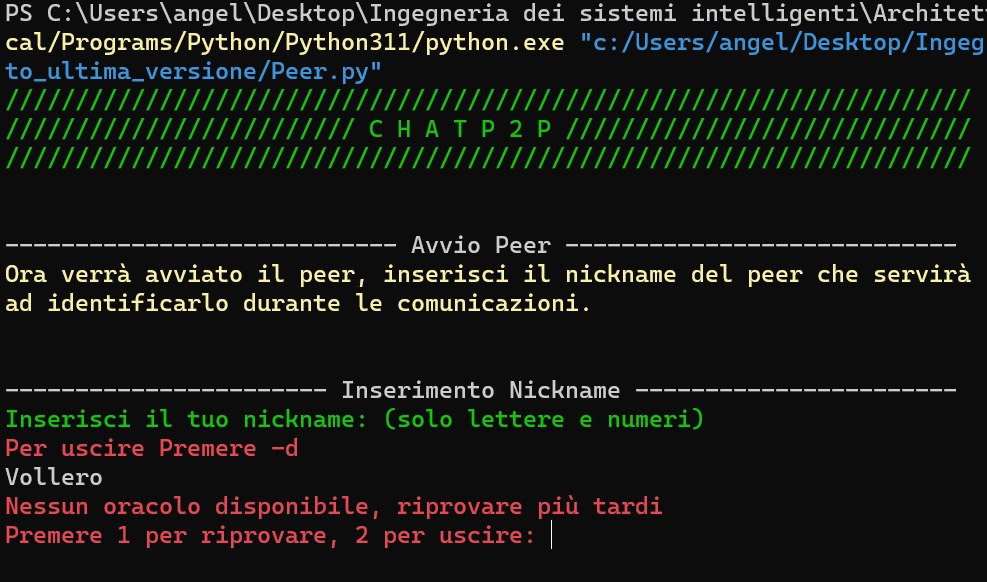 PS C:\Users\angel\Desktop\Ingegneria dei sistemi intelligenti\Architet
cal/Programs/Python/Python311/python.exe "c:/Users/angel/Desktop/Ingeg
to_ultima_versione/Peer.py"
/////////////////////////////////////////////////////////////////////
///////////////////////// C H A T P 2 P /////////////////////////////
/////////////////////////////////////////////////////////////////////
---------------------------- Avvio Peer ----------------------------
Ora verrà avviato il peer, inserisci il nickname del peer che servirà
ad identificarlo durante le comunicazioni.
----------------------- Inserimento Nickname -----------------------
Inserisci il tuo nickname: (solo lettere e numeri)
Per uscire Premere -d
Vollero
Nessun oracolo disponibile, riprovare più tardi
Premere 1 per riprovare, 2 per uscire: